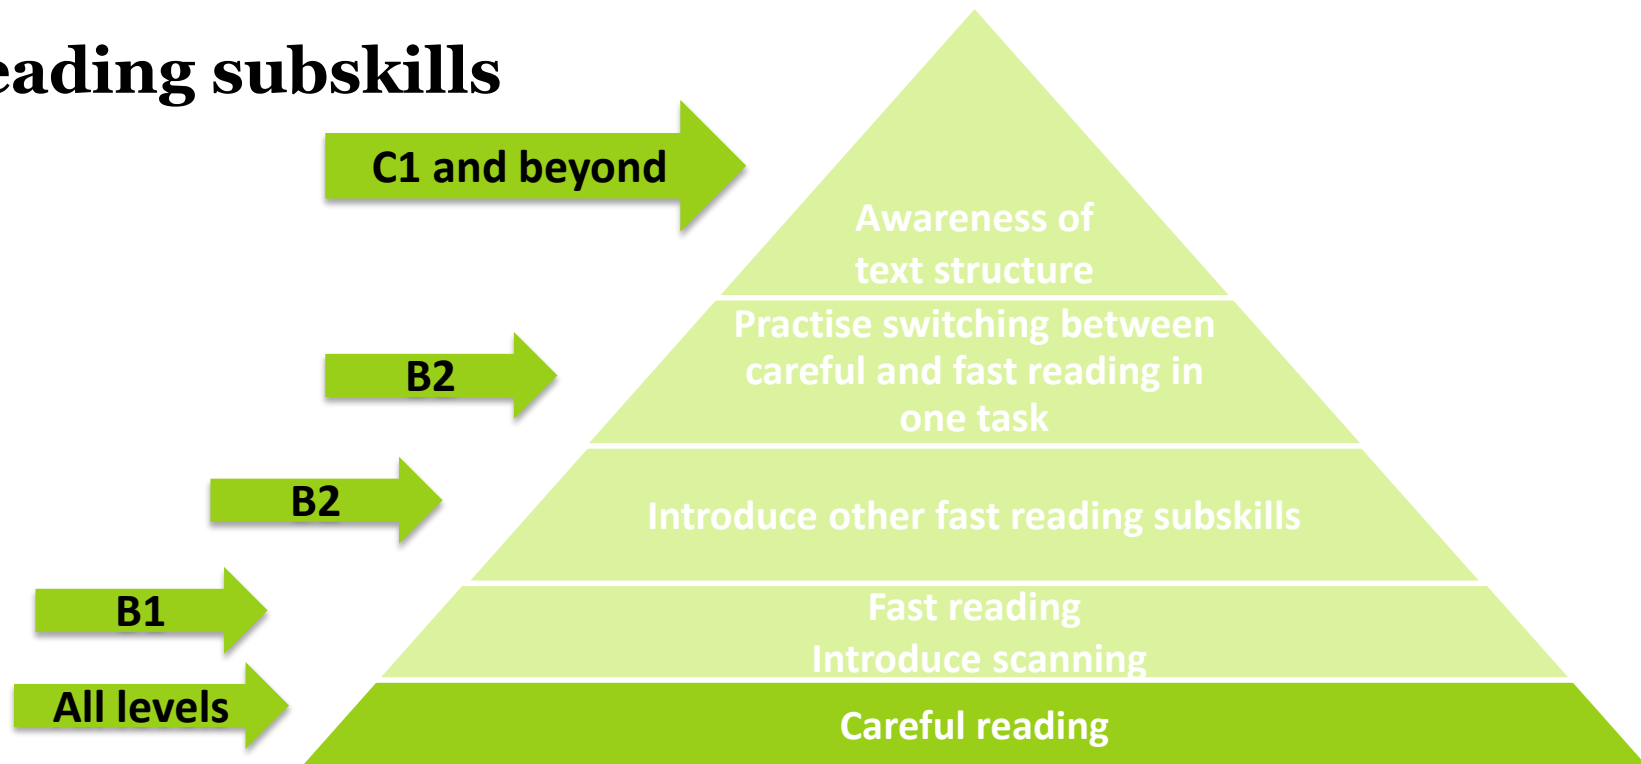 eading subskills
C1 and beyond
Awareness of
text structure
Practise switching between
careful and fast reading in
one task
B2
B2
Introduce other fast reading subskills
B1
Fast reading
Introduce scanning
All levels
Careful reading